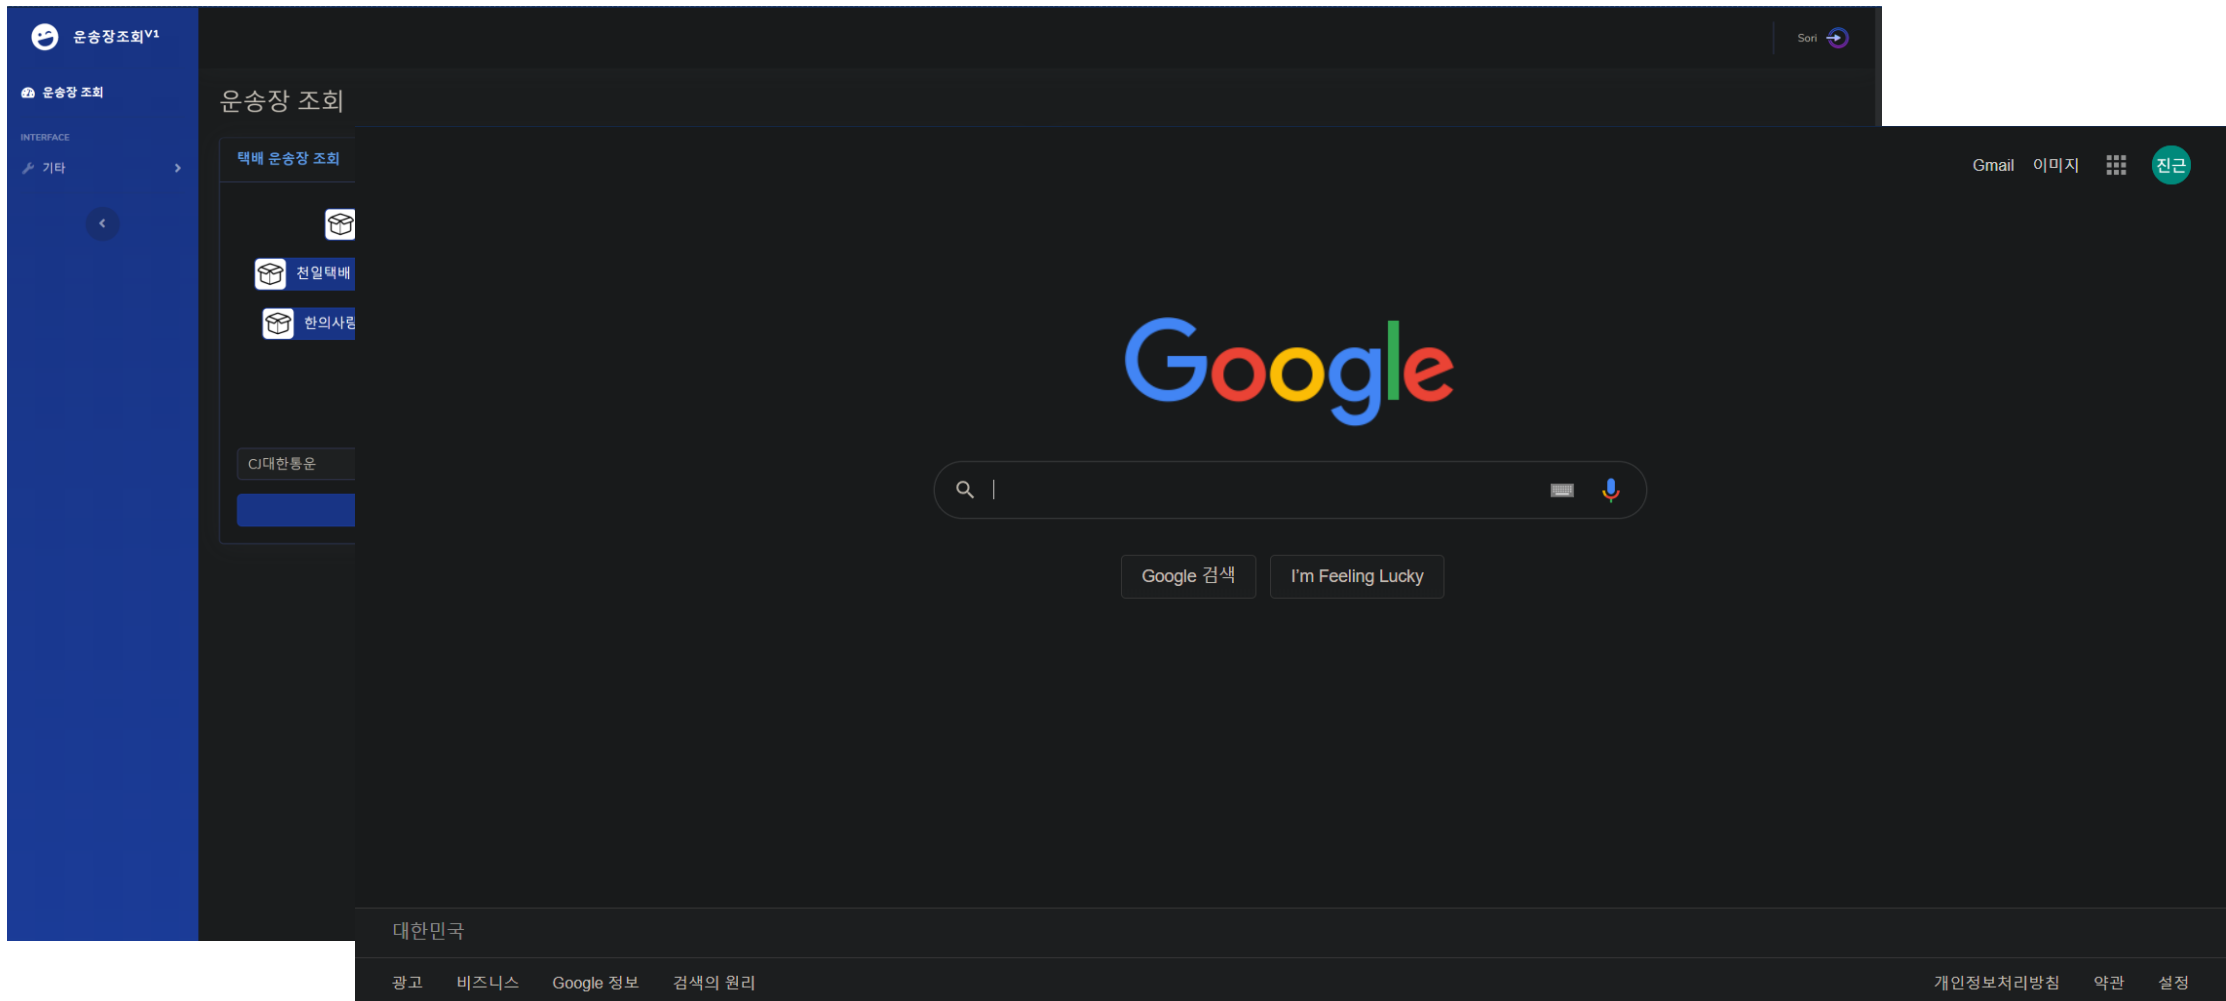 운송장조회V1
Sori
운송장 조회
운송장 조회
INTERFACE
기타
택배 운송장 조회
천일택배
한의사랑
CJ대한통운
Gmail 이미지 진근
Google
Google 검색 I'm Feeling Lucky
대한민국
광고 비즈니스 Google 정보 검색의 원리 개인정보처리방침 약관 설정